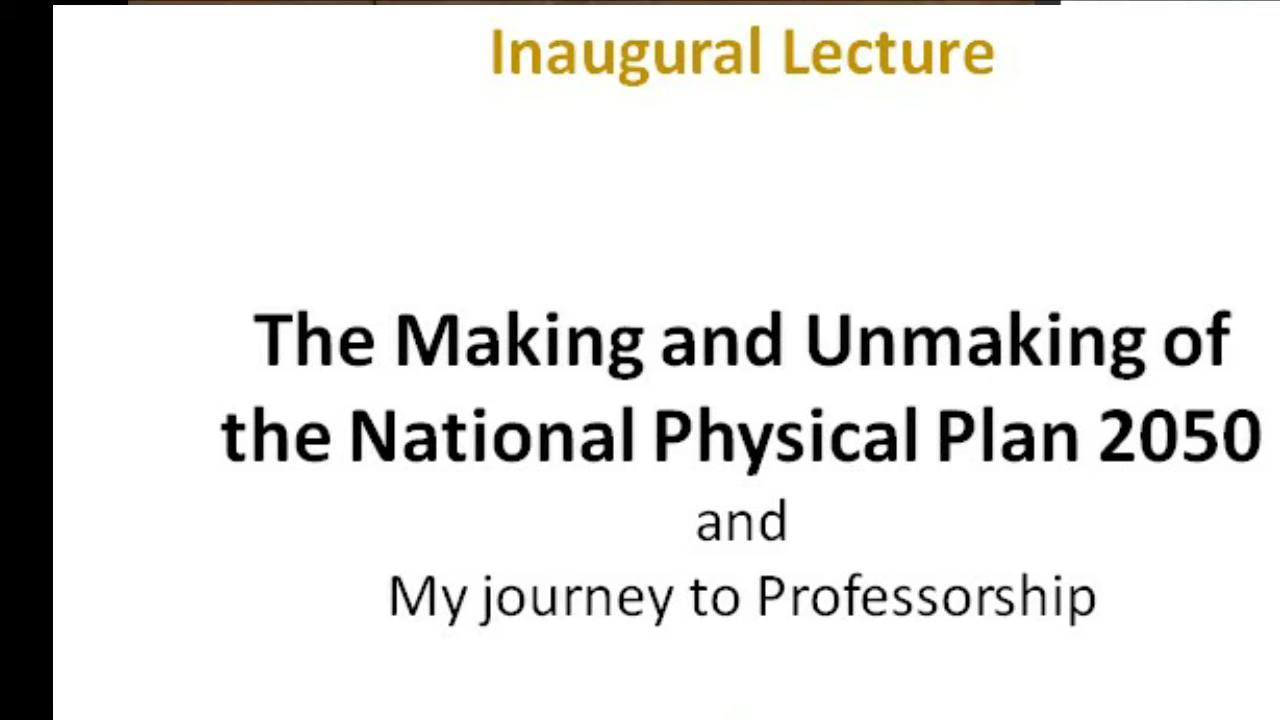 Inaugural Lecture
The Making and Unmaking of
the National Physical Plan 2050
and
My journey to Professorship